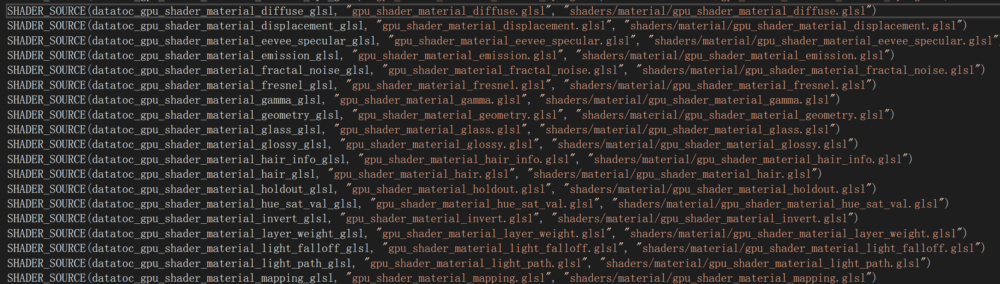 SHADER_SOURCE(datatoc_gpu_shader_material_diffuse_glsl, "gpu_shader_material_diffuse.glsl", "shaders/material/gpu_shader_material_diffuse.glsl")
SHADER_SOURCE(datatoc_gpu_shader_material_displacement_glsl, "gpu_shader_material_displacement.glsl", "shaders/material/gpu_shader_material_displacement.glsl")
SHADER_SOURCE(datatoc_gpu_shader_material_eevee_specular_glsl, "gpu_shader_material_eevee_specular.glsl", "shaders/material/gpu_shader_material_eevee_specular.glsl"
SHADER_SOURCE(datatoc_gpu_shader_material_emission_glsl, "gpu_shader_material_emission.glsl", "shaders/material/gpu_shader_material_emission.glsl")
SHADER_SOURCE(datatoc_gpu_shader_material_fractal_noise_glsl, "gpu_shader_material_fractal_noise.glsl", "shaders/material/gpu_shader_material_fractal_noise.glsl")
SHADER_SOURCE(datatoc_gpu_shader_material_fresnel_glsl, "gpu_shader_material_fresnel.glsl", "shaders/material/gpu_shader_material_fresnel.glsl")
SHADER_SOURCE(datatoc_gpu_shader_material_gamma_glsl, "gpu_shader_material_gamma.glsl", "shaders/material/gpu_shader_material_gamma.glsl")
SHADER_SOURCE(datatoc_gpu_shader_material_geometry_glsl, "gpu_shader_material_geometry.glsl", "shaders/material/gpu_shader_material_geometry.glsl")
SHADER_SOURCE(datatoc_gpu_shader_material_glass_glsl, "gpu_shader_material_glass.glsl", "shaders/material/gpu_shader_material_glass.glsl")
SHADER_SOURCE(datatoc_gpu_shader_material_glossy_glsl, "gpu_shader_material_glossy.glsl", "shaders/material/gpu_shader_material_glossy.glsl")
SHADER_SOURCE(datatoc_gpu_shader_material_hair_info_glsl, "gpu_shader_material_hair_info.glsl", "shaders/material/gpu_shader_material_hair_info.glsl")
SHADER_SOURCE(datatoc_gpu_shader_material_hair_glsl, "gpu_shader_material_hair.glsl", "shaders/material/gpu_shader_material_hair.glsl")
SHADER_SOURCE(datatoc_gpu_shader_material_holdout_glsl, "gpu_shader_material_holdout.glsl", "shaders/material/gpu_shader_material_holdout.glsl")
SHADER_SOURCE(datatoc_gpu_shader_material_hue_sat_val_glsl, "gpu_shader_material_hue_sat_val.glsl", "shaders/material/gpu_shader_material_hue_sat_val.glsl")
SHADER_SOURCE(datatoc_gpu_shader_material_invert_glsl, "gpu_shader_material_invert.glsl", "shaders/material/gpu_shader_material_invert.glsl")
SHADER_SOURCE(datatoc_gpu_shader_material_layer_weight_glsl, "gpu_shader_material_layer_weight.glsl", "shaders/material/gpu_shader_material_layer_weight.glsl")
SHADER_SOURCE(datatoc_gpu_shader_material_light_falloff_glsl, "gpu_shader_material_light_falloff.glsl", "shaders/material/gpu_shader_material_light_falloff.glsl")
SHADER_SOURCE(datatoc_gpu_shader_material_light_path_glsl, "gpu_shader_material_light_path.glsl", "shaders/material/gpu_shader_material_light_path.glsl")
SHADER_SOURCE(datatoc_gpu_shader_material_mapping_glsl, "gpu_shader_material_mapping.glsl", "shaders/material/gpu_shader_material_mapping.glsl")